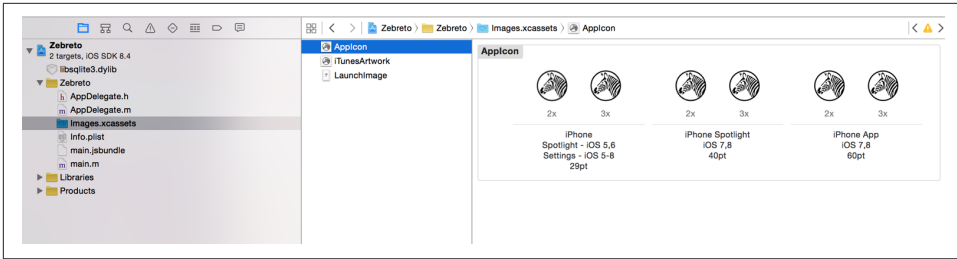 Zebreto
2 targets, iOS SDK 8.4
libsqlite3.dylib
Zebreto
h AppDelegate.h
m AppDelegate.m
Images.xcassets
Info.plist
main.jsbundle
m main.m
Libraries
Products
Zebreto 〉 Zebreto 〉 Images.xcassets 〉 AppIcon
AppIcon
iTunesArtwork
LaunchImage
AppIcon
2x 3x 2x 3x 2x 3x
iPhone
Spotlight - iOS 5,6
Settings - iOS 5-8
29pt
iPhone Spotlight
iOS 7,8
40pt
iPhone App
iOS 7,8
60pt